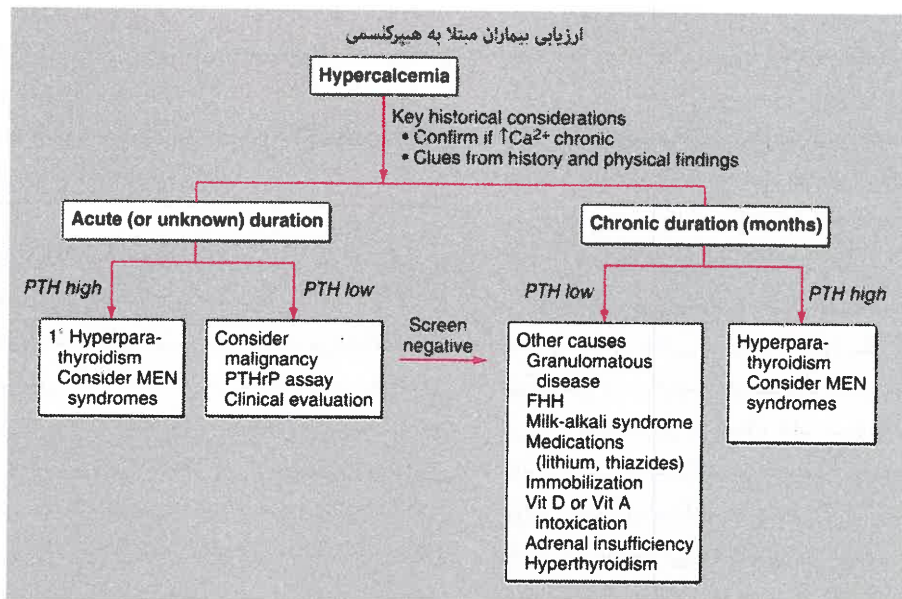 ارزیابی بیماران مبتلا به هیپرکلسمی
Hypercalcemia
Key historical considerations
• Confirm if ↑Ca²⁺ chronic
• Clues from history and physical findings
Acute (or unknown) duration
Chronic duration (months)
PTH high
PTH low
PTH low
PTH high
1° Hyperpara-
thyroidism
Consider MEN
syndromes
Consider
malignancy
PTHrP assay
Clinical evaluation
Screen
negative
Other causes
Granulomatous
disease
FHH
Milk-alkali syndrome
Medications
(lithium, thiazides)
Immobilization
Vit D or Vit A
intoxication
Adrenal insufficiency
Hyperthyroidism
Hyperpara-
thyroidism
Consider MEN
syndromes